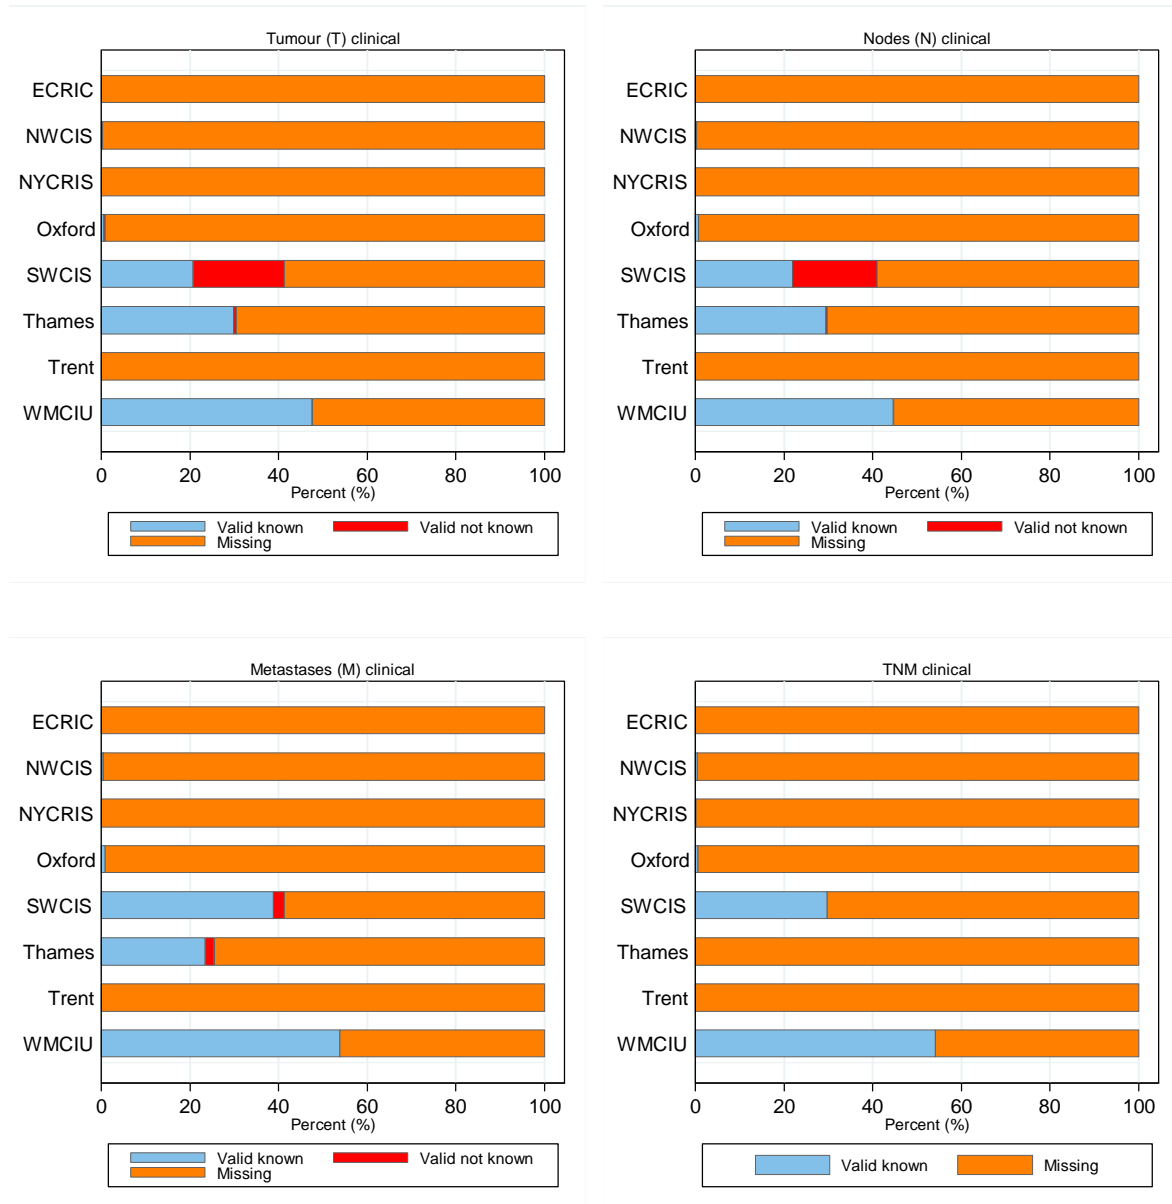 Tumour (T) clinical
ECRIC
NWCIS
NYCRIS
Oxford
SWCIS
Thames
Trent
WMCIU
0 20 40 60 80 100
Percent (%)
Valid known Valid not known
Missing
Nodes (N) clinical
ECRIC
NWCIS
NYCRIS
Oxford
SWCIS
Thames
Trent
WMCIU
0 20 40 60 80 100
Percent (%)
Valid known Valid not known
Missing
Metastases (M) clinical
ECRIC
NWCIS
NYCRIS
Oxford
SWCIS
Thames
Trent
WMCIU
0 20 40 60 80 100
Percent (%)
Valid known Valid not known
Missing
TNM clinical
ECRIC
NWCIS
NYCRIS
Oxford
SWCIS
Thames
Trent
WMCIU
0 20 40 60 80 100
Percent (%)
Valid known Missing